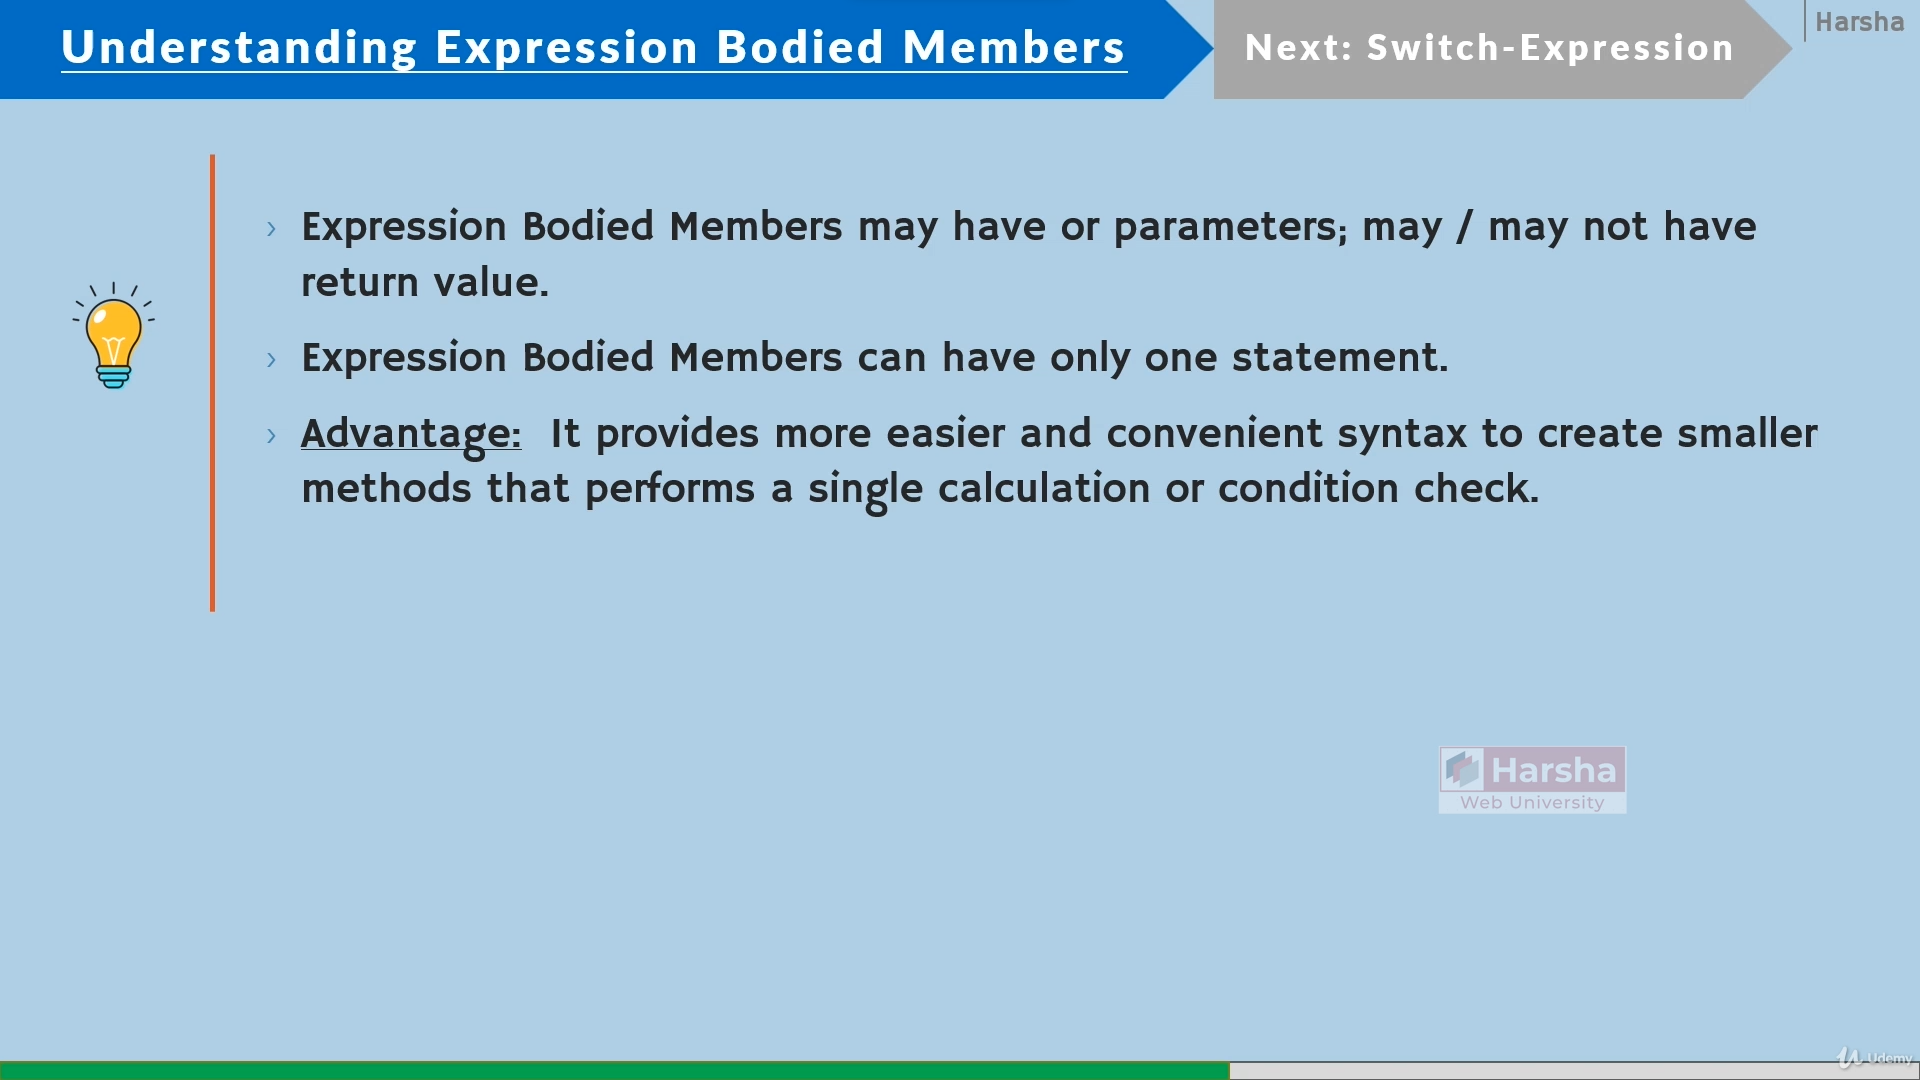 Understanding Expression Bodied Members
Next: Switch-Expression
Harsha
› Expression Bodied Members may have or parameters; may / may not have
return value.
› Expression Bodied Members can have only one statement.
› Advantage: It provides more easier and convenient syntax to create smaller
methods that performs a single calculation or condition check.
Harsha
Web University
Udemy